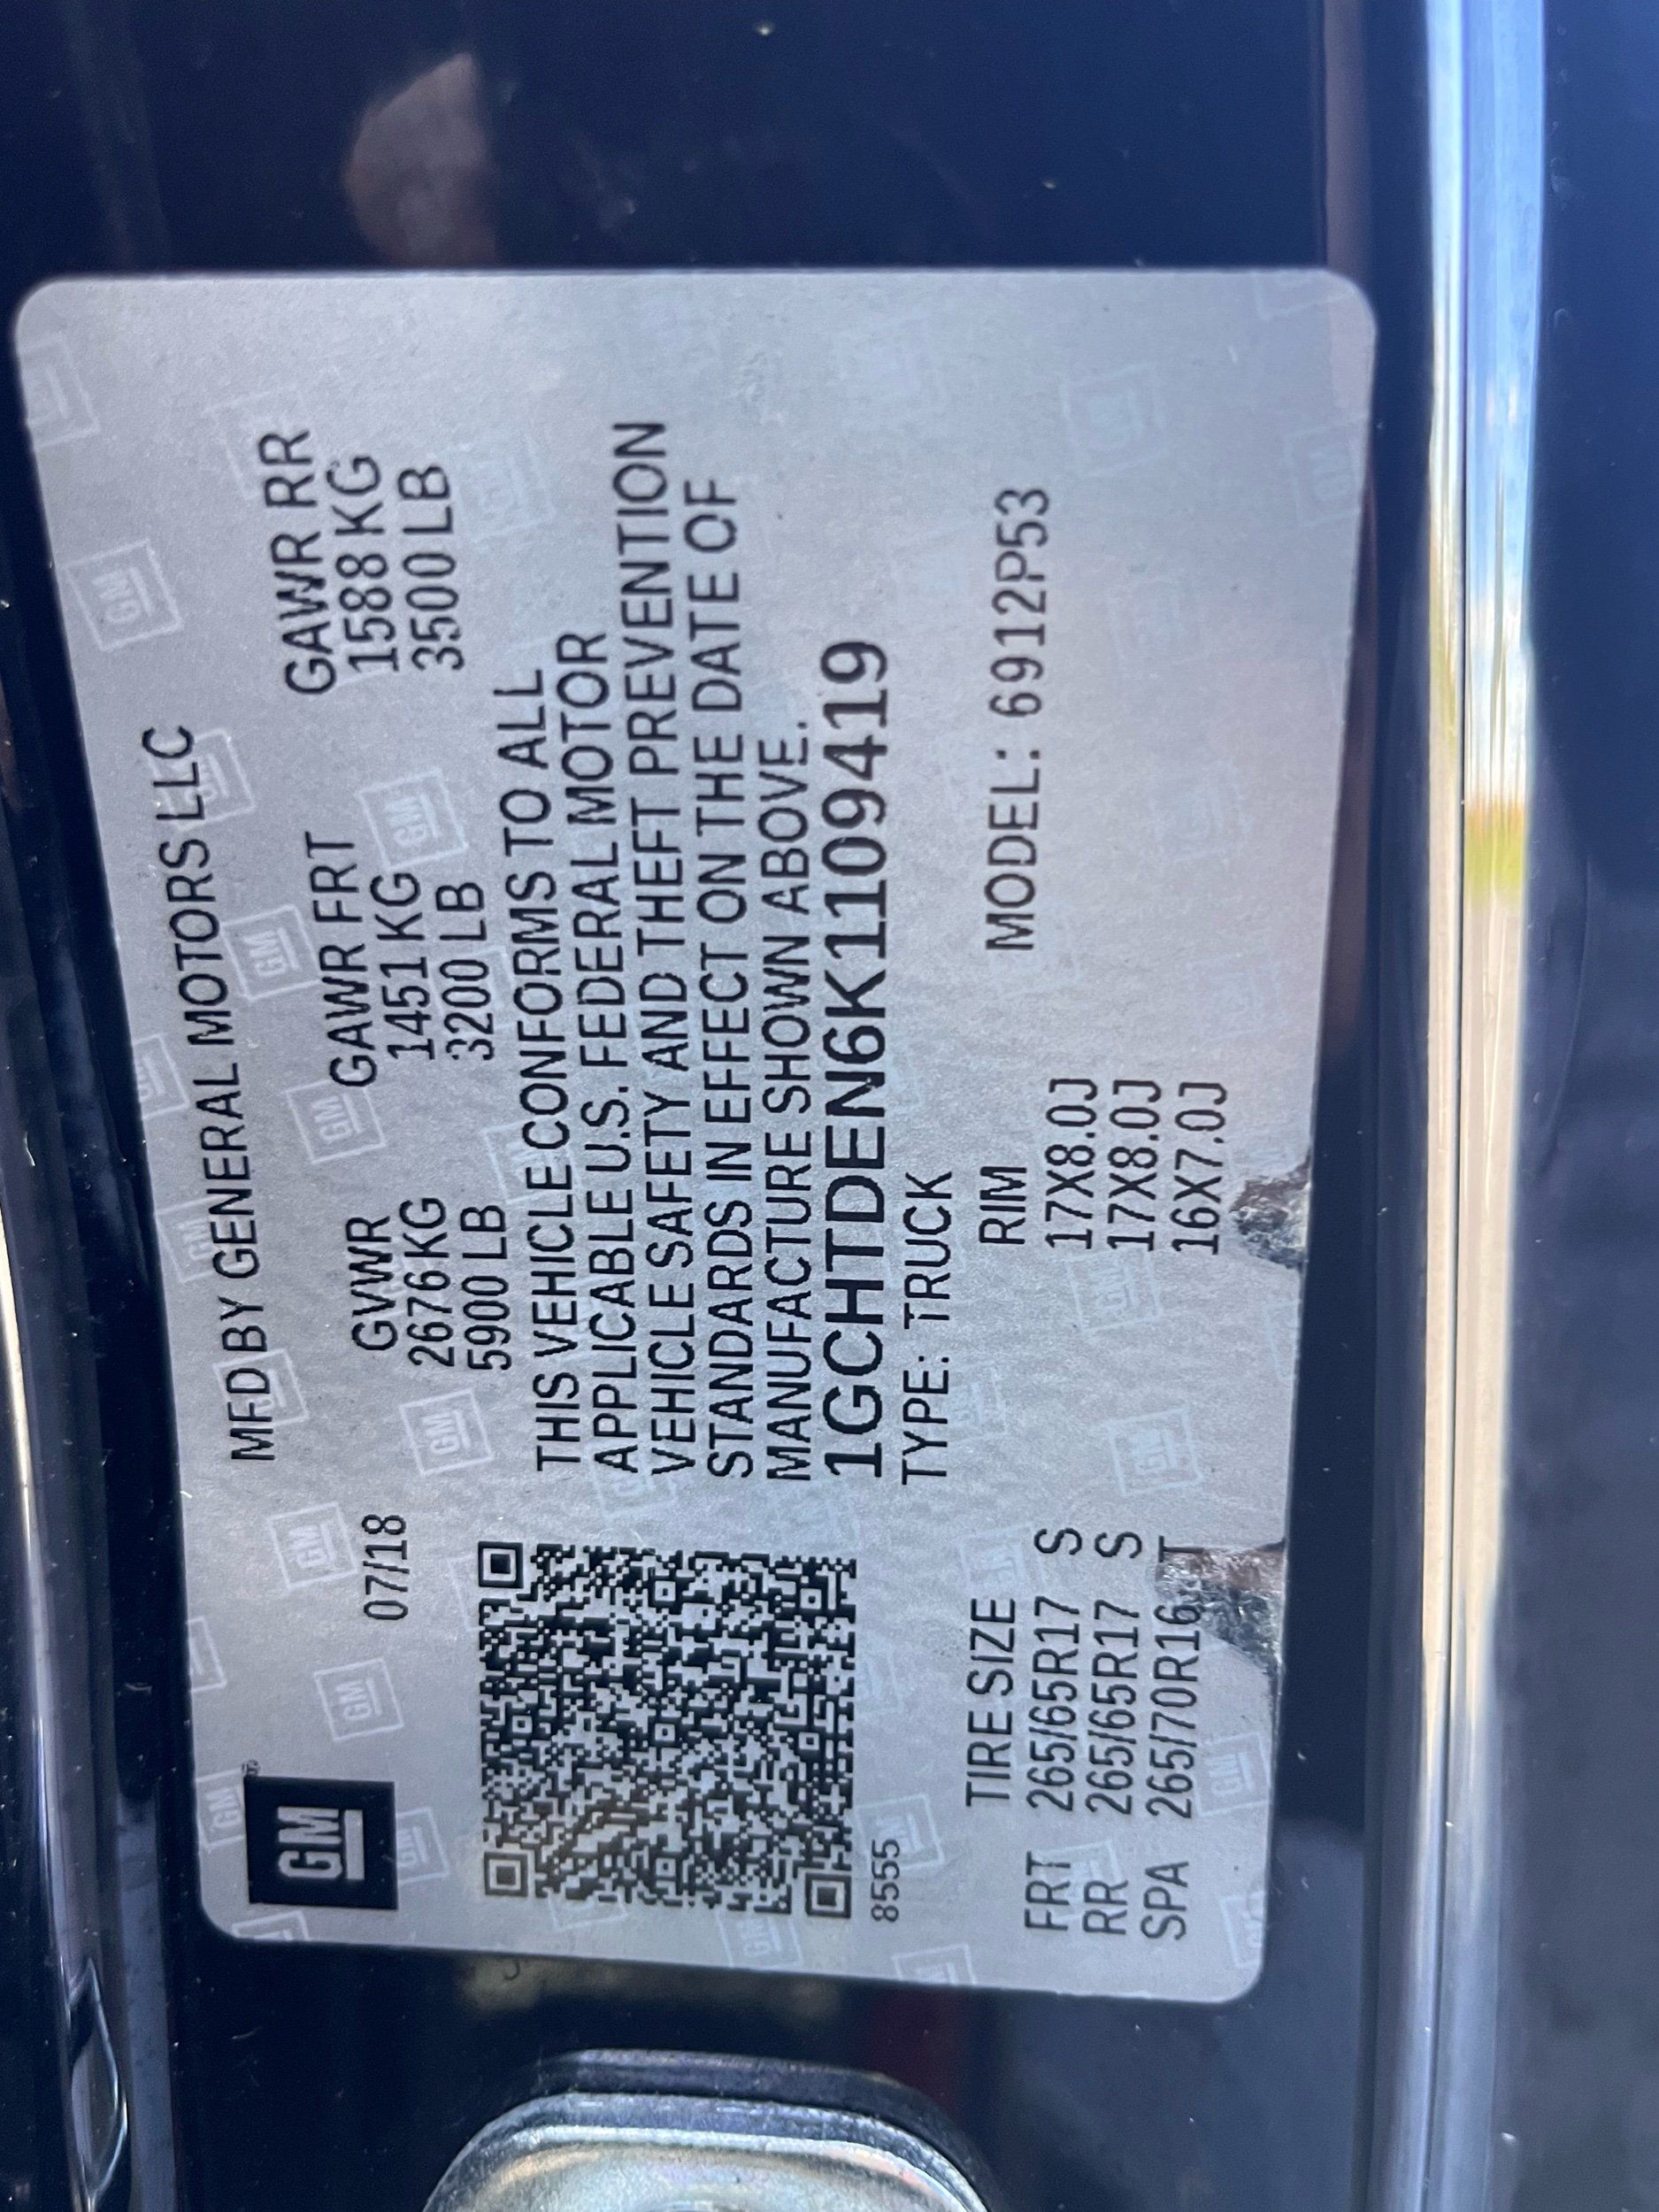 GM
MFD BY GENERAL MOTORS LLC
07/18
GVWR GAWR FRT GAWR RR
2676 KG 1451 KG 1588 KG
5900 LB 3200 LB 3500 LB
THIS VEHICLE CONFORMS TO ALL
APPLICABLE U.S. FEDERAL MOTOR
VEHICLE SAFETY AND THEFT PREVENTION
STANDARDS IN EFFECT ON THE DATE OF
MANUFACTURE SHOWN ABOVE.
1GCHTDEN6K1109419
8555
TYPE: TRUCK
TIRE SIZE RIM MODEL: 6912P53
FRT 265/65R17 S 17X8.0J
RR 265/65R17 S 17X8.0J
SPA 265/70R16 T 16X7.0J